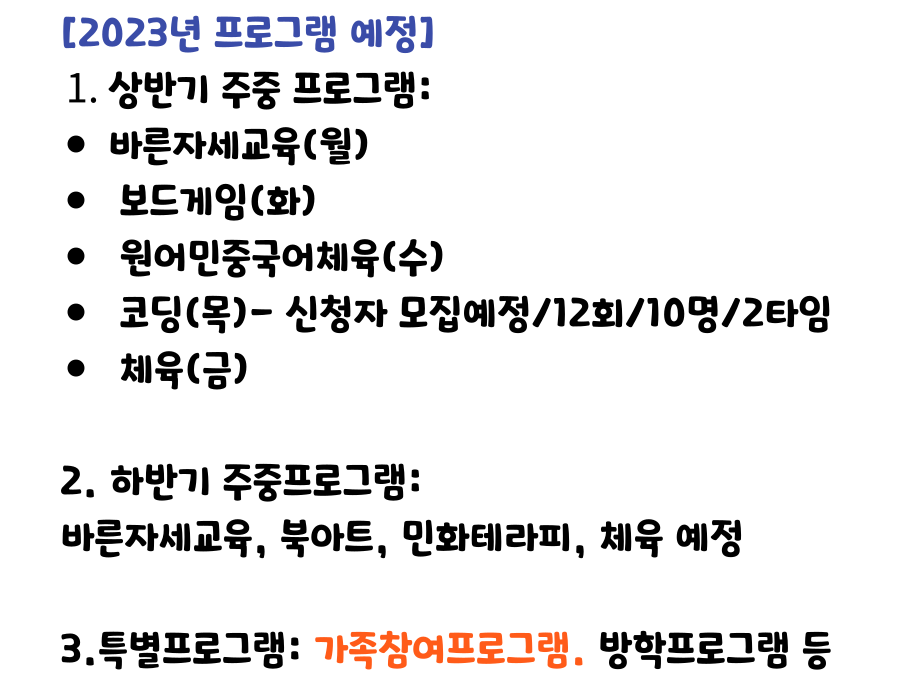 [2023년 프로그램 예정]
1. 상반기 주중 프로그램:
• 바른자세교육(월)
• 보드게임(화)
• 원어민중국어체육(수)
• 코딩(목)- 신청자 모집예정/12회/10명/2타임
• 체육(금)
2. 하반기 주중프로그램:
바른자세교육, 북아트, 민화테라피, 체육 예정
3.특별프로그램: 가족참여프로그램. 방학프로그램 등